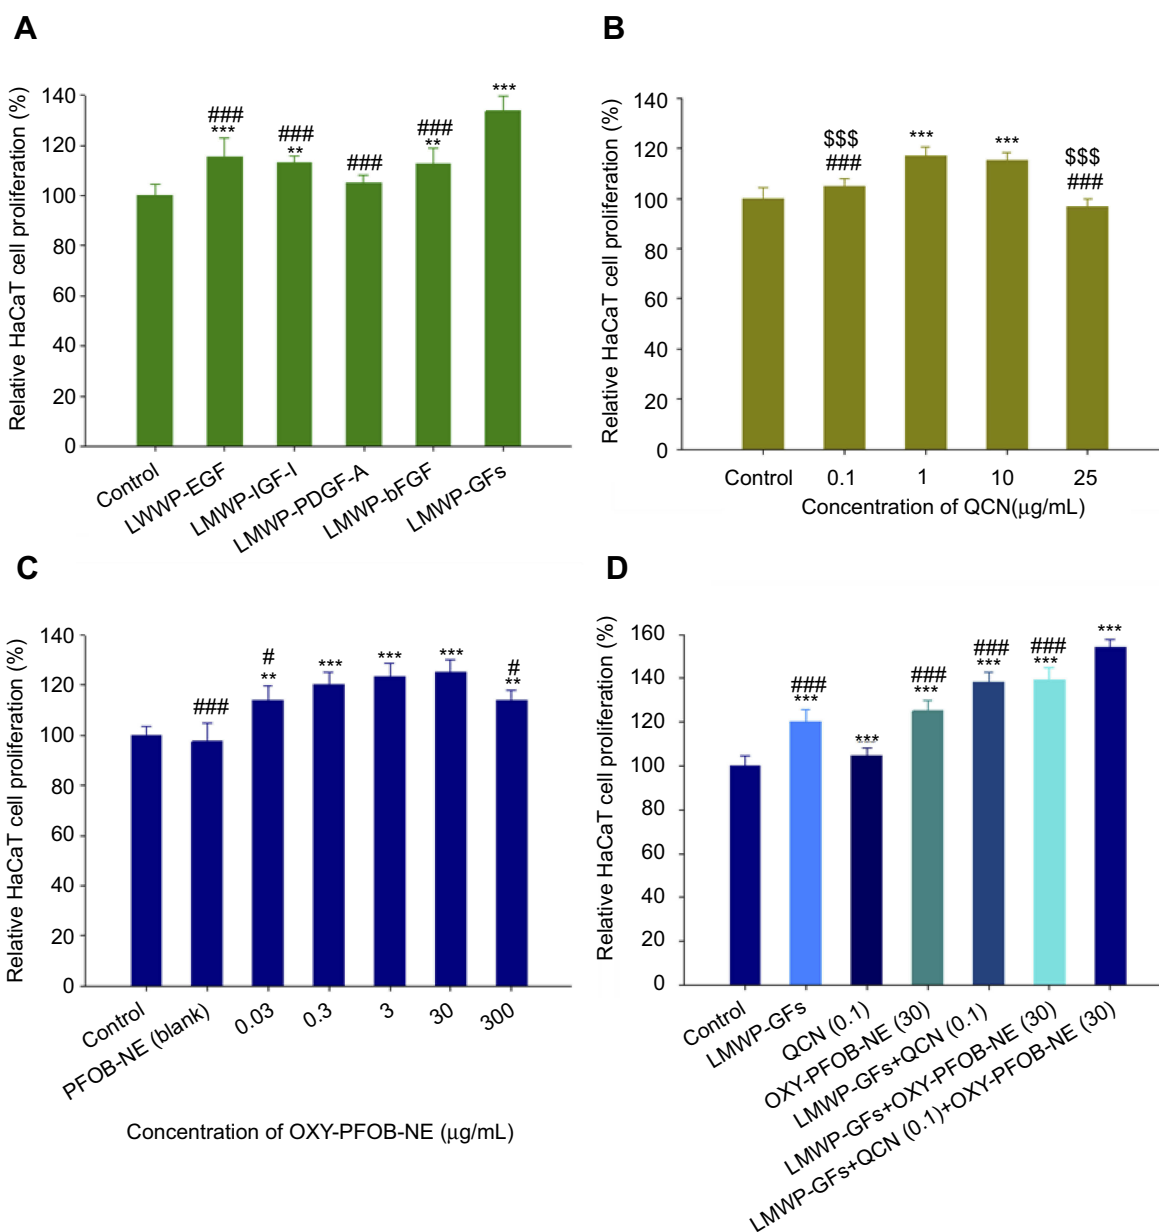 A
Relative HaCaT cell proliferation (%)
140
120
100
80
60
40
20
0
###
***
###
**
###
###
**
***
Control
LWWP-EGF
LMWP-IGF-I
LMWP-PDGF-A
LMWP-bFGF
LMWP-GFs
B
Relative HaCaT cell proliferation (%)
140
120
100
80
60
40
20
0
$$$
###
***
***
$$$
###
Control
0.1
1
10
25
Concentration of QCN(μg/mL)
C
Relative HaCaT cell proliferation (%)
140
120
100
80
60
40
20
0
###
#
**
***
***
***
#
**
Control
PFOB-NE (blank)
0.03
0.3
3
30
300
Concentration of OXY-PFOB-NE (μg/mL)
D
Relative HaCaT cell proliferation (%)
160
140
120
100
80
60
40
20
0
###
***
***
###
***
###
***
###
***
***
Control
LMWP-GFs
QCN (0.1)
OXY-PFOB-NE (30)
LMWP-GFs+QCN (0.1)
LMWP-GFs+OXY-PFOB-NE (30)
LMWP-GFs+QCN (0.1)+OXY-PFOB-NE (30)